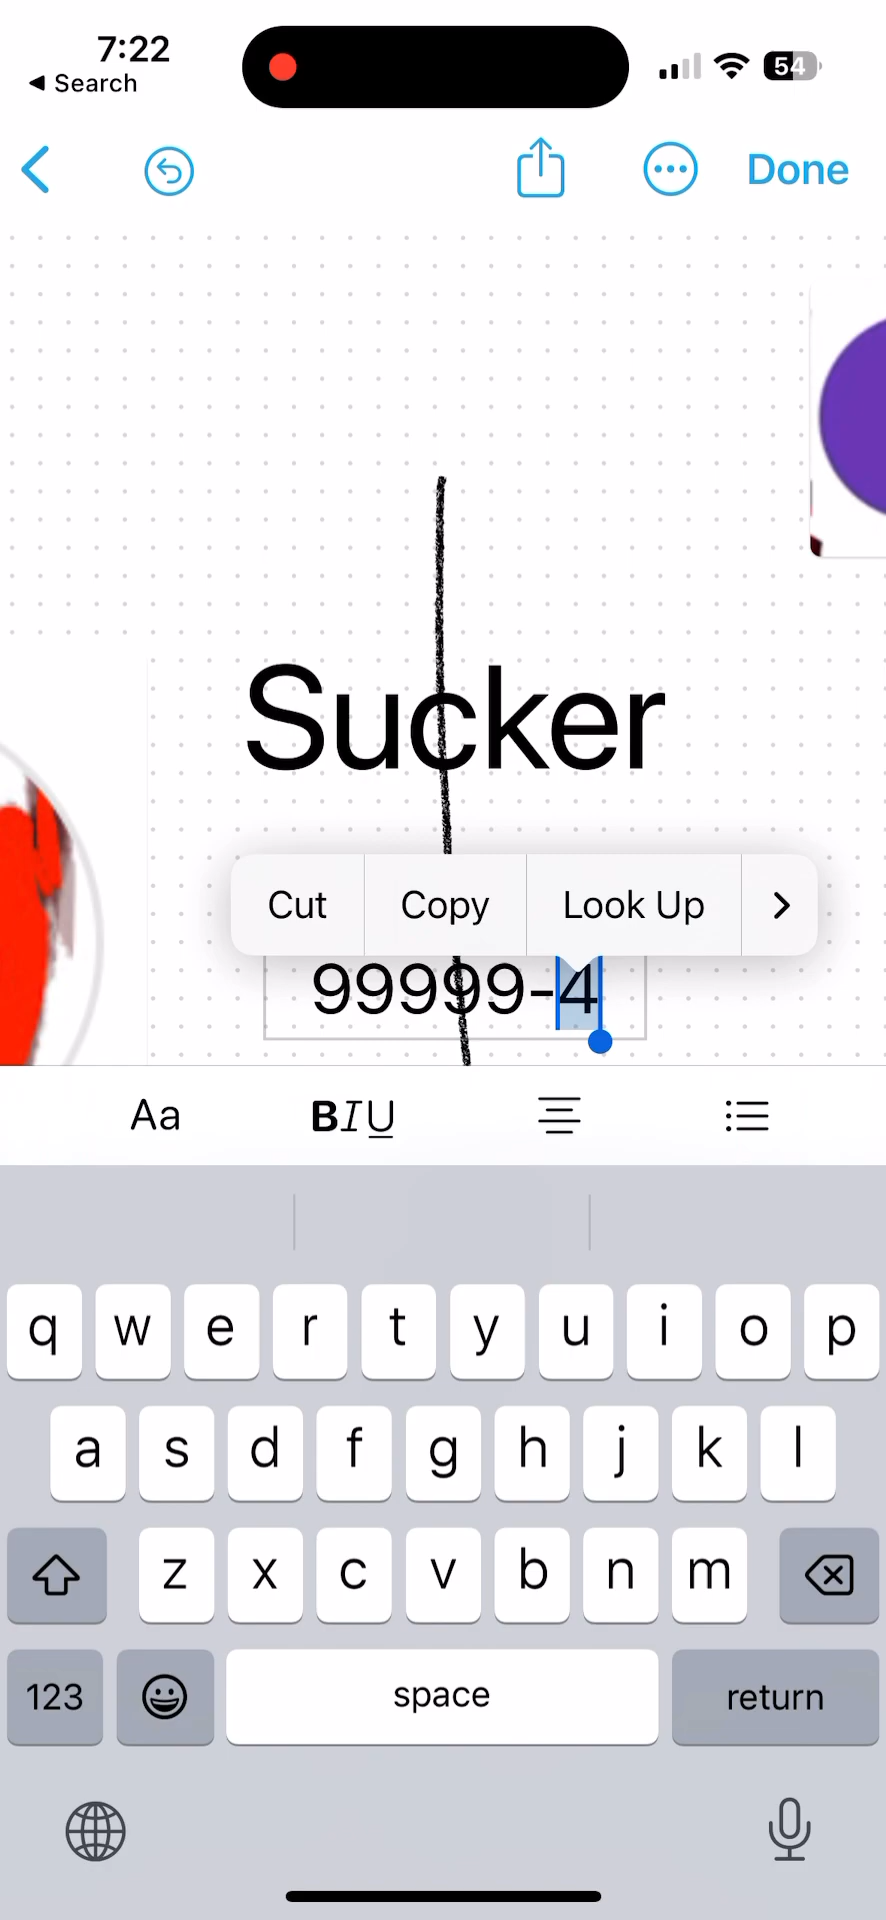 7:22
54
Search
Done
Sucker
Cut Copy Look Up
99999-4
Aa BIU
q w e r t y u i o p
a s d f g h j k l
z x c v b n m
123 space return